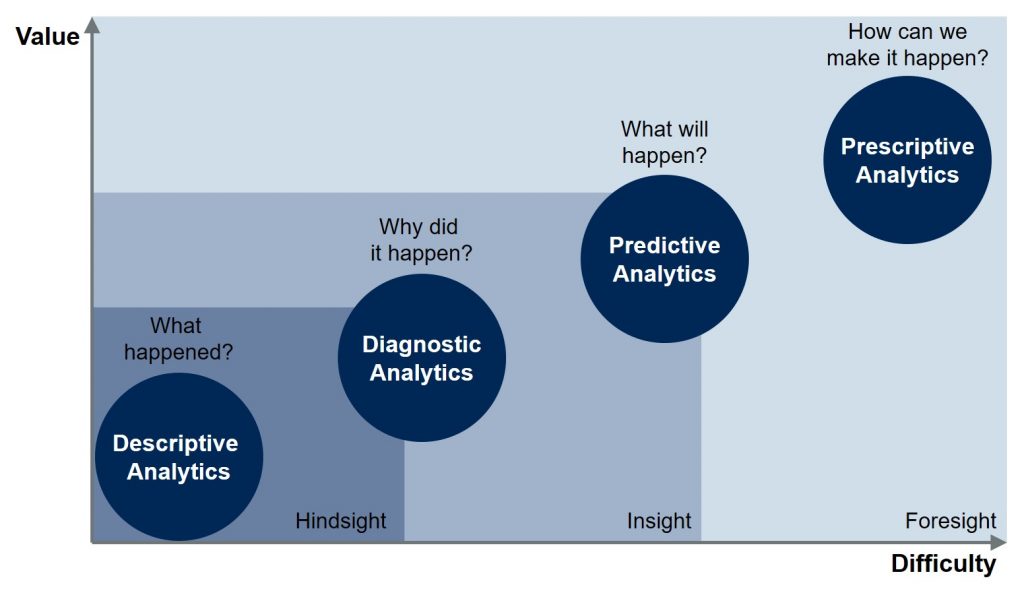 Value
How can we
make it happen?
Prescriptive
Analytics
What will
happen?
Predictive
Analytics
Why did
it happen?
Diagnostic
Analytics
What
happened?
Descriptive
Analytics
Hindsight
Insight
Foresight
Difficulty